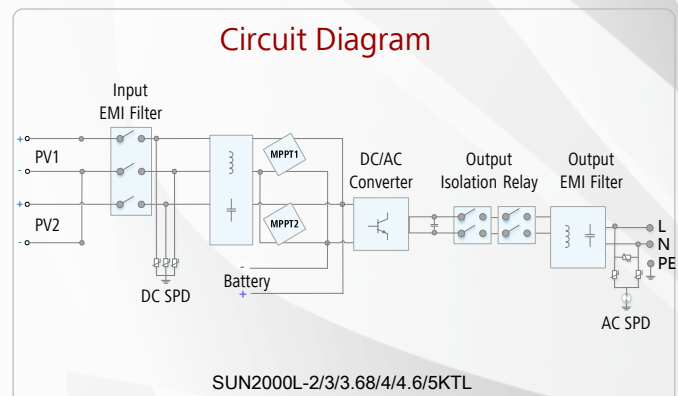 Circuit Diagram
Input
EMI Filter
+
PV1
-
+
PV2
-
MPPT1
MPPT2
DC SPD
-
Battery
+
DC/AC
Converter
Output
Isolation Relay
Output
EMI Filter
L
N
PE
AC SPD
SUN2000L-2/3/3.68/4/4.6/5KTL